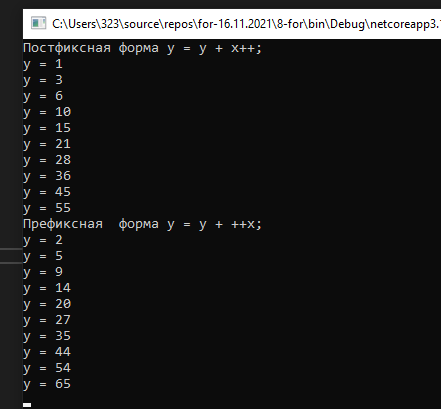 C:\Users\323\source\repos\for-16.11.2021\8-for\bin\Debug\netcoreapp3.
Постфиксная форма y = y + x++;
y = 1
y = 3
y = 6
y = 10
y = 15
y = 21
y = 28
y = 36
y = 45
y = 55
Префиксная  форма y = y + ++x;
y = 2
y = 5
y = 9
y = 14
y = 20
y = 27
y = 35
y = 44
y = 54
y = 65